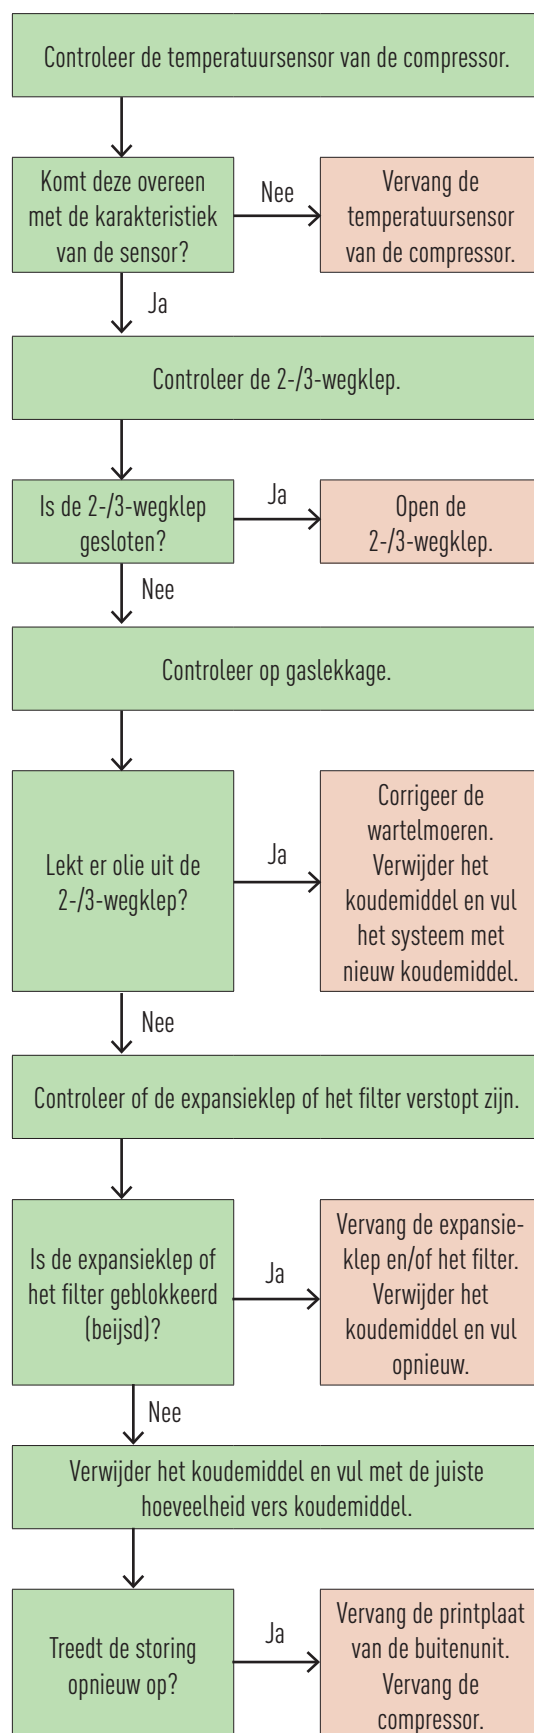 Controleer de temperatuursensor van de compressor.
Komt deze overeen
met de karakteristiek
van de sensor?
Nee
Vervang de
temperatuursensor
van de compressor.
Ja
Controleer de 2-/3-wegklep.
Is de 2-/3-wegklep
gesloten?
Ja
Open de
2-/3-wegklep.
Nee
Controleer op gaslekkage.
Lekt er olie uit de
2-/3-wegklep?
Ja
Corrigeer de
wartelmoeren.
Verwijder het
koudemiddel en vul
het systeem met
nieuw koudemiddel.
Nee
Controleer of de expansieklep of het filter verstopt zijn.
Is de expansieklep of
het filter geblokkeerd
(beijsd)?
Ja
Vervang de expansie-
klep en/of het filter.
Verwijder het
koudemiddel en vul
opnieuw.
Nee
Verwijder het koudemiddel en vul met de juiste
hoeveelheid vers koudemiddel.
Treedt de storing
opnieuw op?
Ja
Vervang de printplaat
van de buitenunit.
Vervang de
compressor.